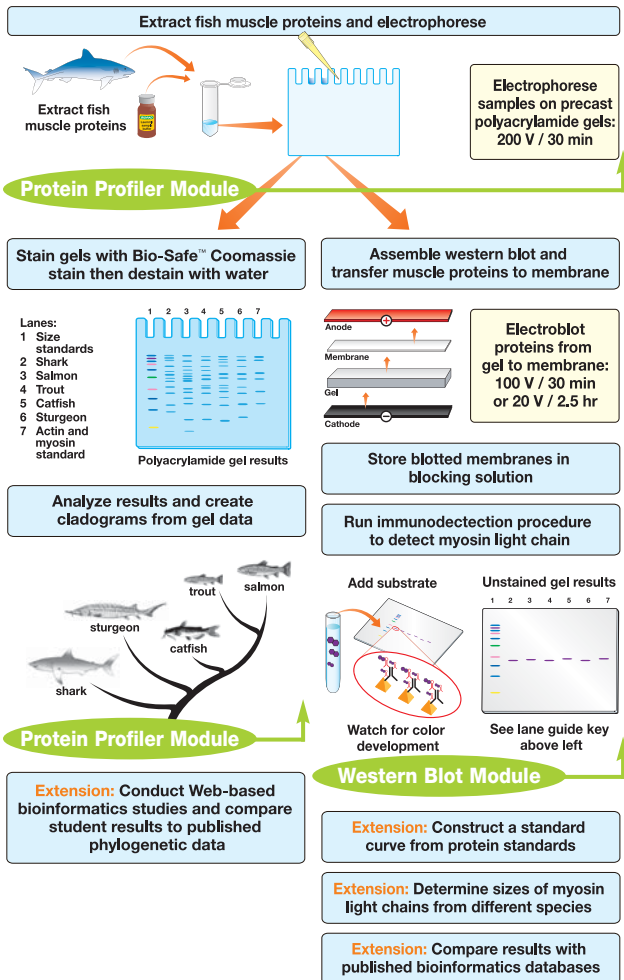 Extract fish muscle proteins and electrophorese
Extract fish
muscle proteins
Electrophorese
samples on precast
polyacrylamide gels:
200 V / 30 min
Protein Profiler Module
Stain gels with Bio-Safe™ Coomassie
stain then destain with water
Lanes:
1 Size
standards
2 Shark
3 Salmon
4 Trout
5 Catfish
6 Sturgeon
7 Actin and
myosin
standard
1 2 3 4 5 6 7
Polyacrylamide gel results
Analyze results and create
cladograms from gel data
shark
sturgeon
catfish
trout
salmon
Protein Profiler Module
Extension: Conduct Web-based
bioinformatics studies and compare
student results to published
phylogenetic data
Assemble western blot and
transfer muscle proteins to membrane
Anode
+
Membrane
Gel
Cathode
−
Electroblot
proteins from
gel to membrane:
100 V / 30 min
or 20 V / 2.5 hr
Store blotted membranes in
blocking solution
Run immunodectection procedure
to detect myosin light chain
Add substrate
Watch for color
development
Unstained gel results
1 2 3 4 5 6 7
See lane guide key
above left
Western Blot Module
Extension: Construct a standard
curve from protein standards
Extension: Determine sizes of myosin
light chains from different species
Extension: Compare results with
published bioinformatics databases